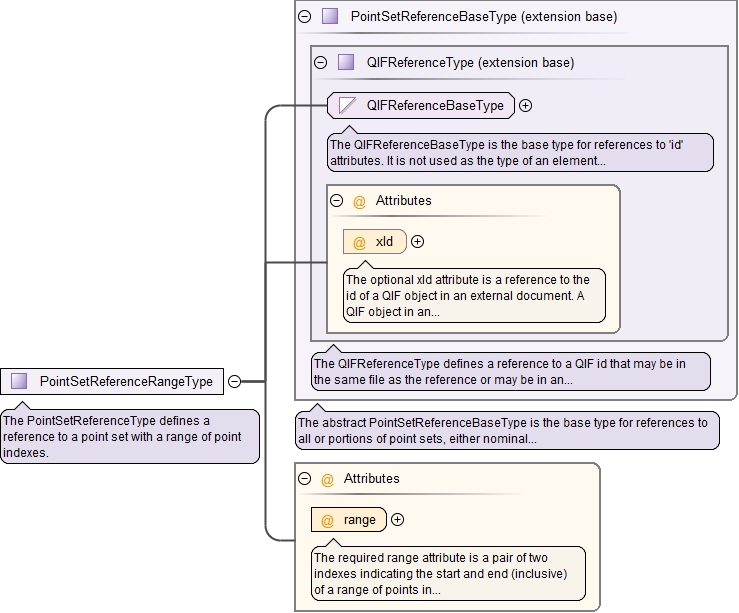 PointSetReferenceBaseType (extension base)
QIFReferenceType (extension base)
QIFReferenceBaseType
The QIFReferenceBaseType is the base type for references to 'id'
attributes. It is not used as the type of an element...
@ Attributes
@ xId
The optional xId attribute is a reference to the
id of a QIF object in an external document. A
QIF object in an...
The QIFReferenceType defines a reference to a QIF id that may be in
the same file as the reference or may be in an...
PointSetReferenceRangeType
The PointSetReferenceType defines a
reference to a point set with a range of point
indexes.
The abstract PointSetReferenceBaseType is the base type for references to
all or portions of point sets, either nominal...
@ Attributes
@ range
The required range attribute is a pair of two
indexes indicating the start and end (inclusive)
of a range of points in...